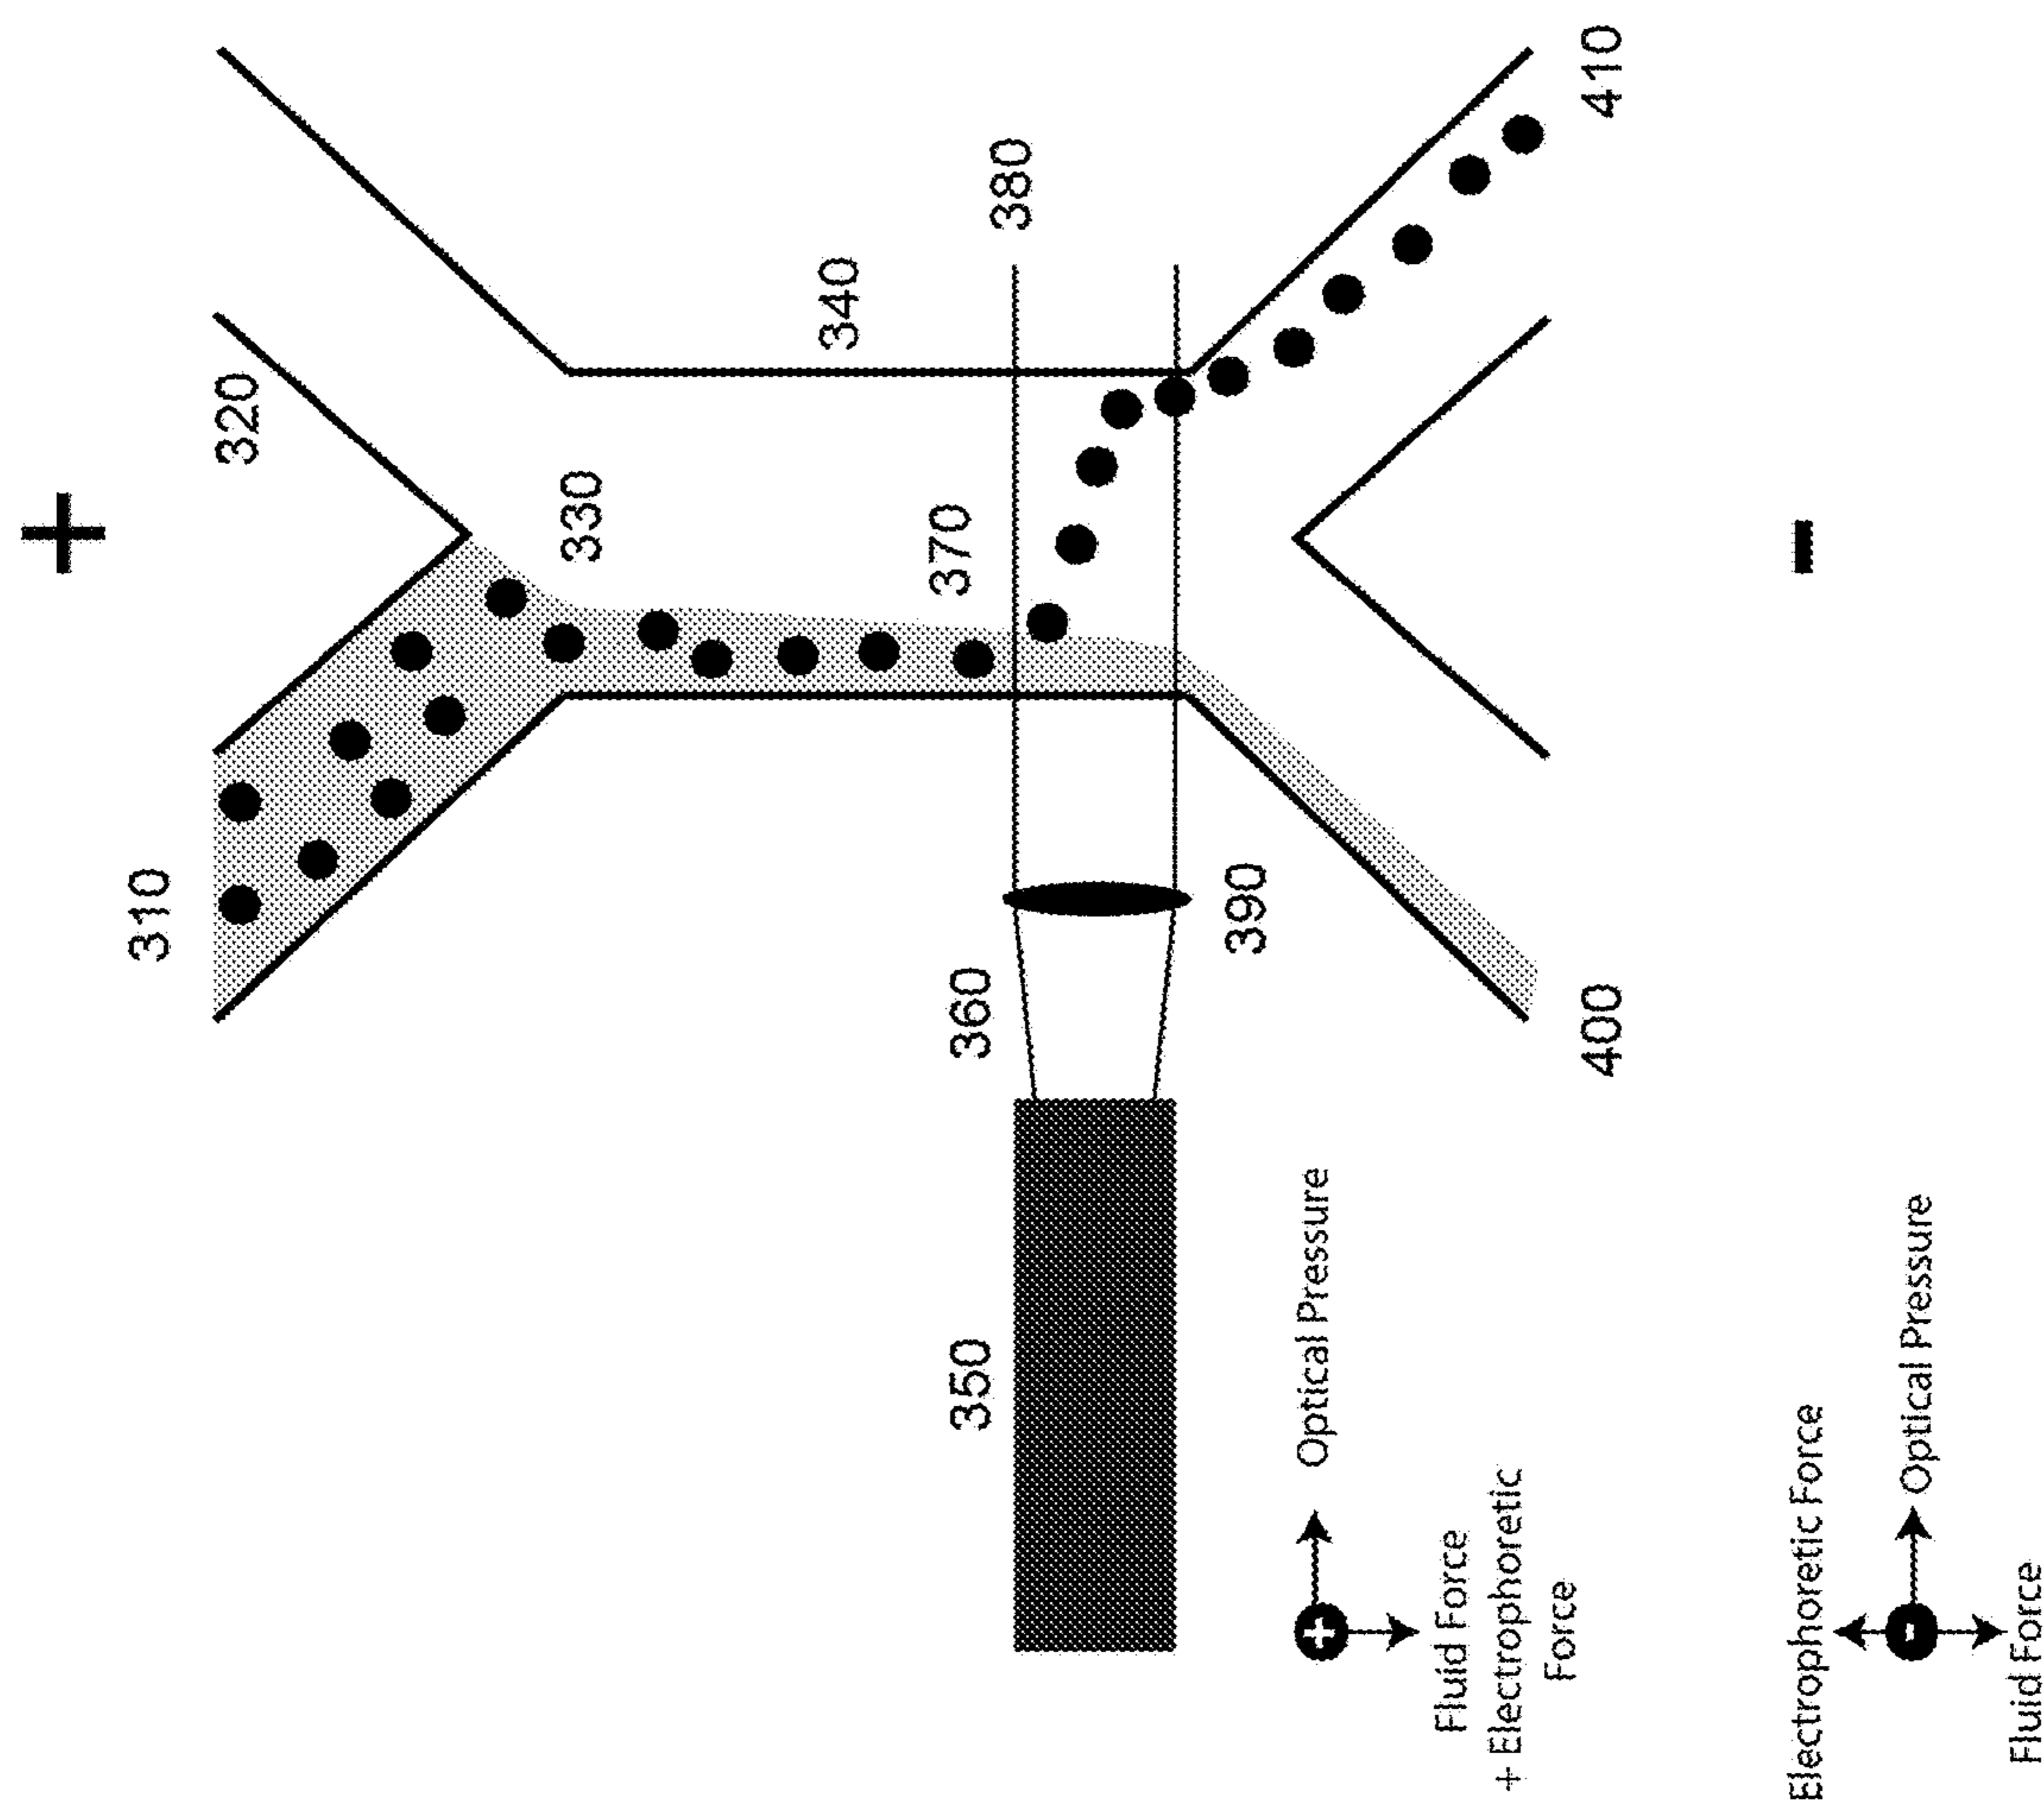 +
310
320
330
340
370
380
360
350
390
400
410
-
+
Optical Pressure
Fluid Force
+ Electrophoretic
Force
Electrophoretic Force
-
Optical Pressure
Fluid Force